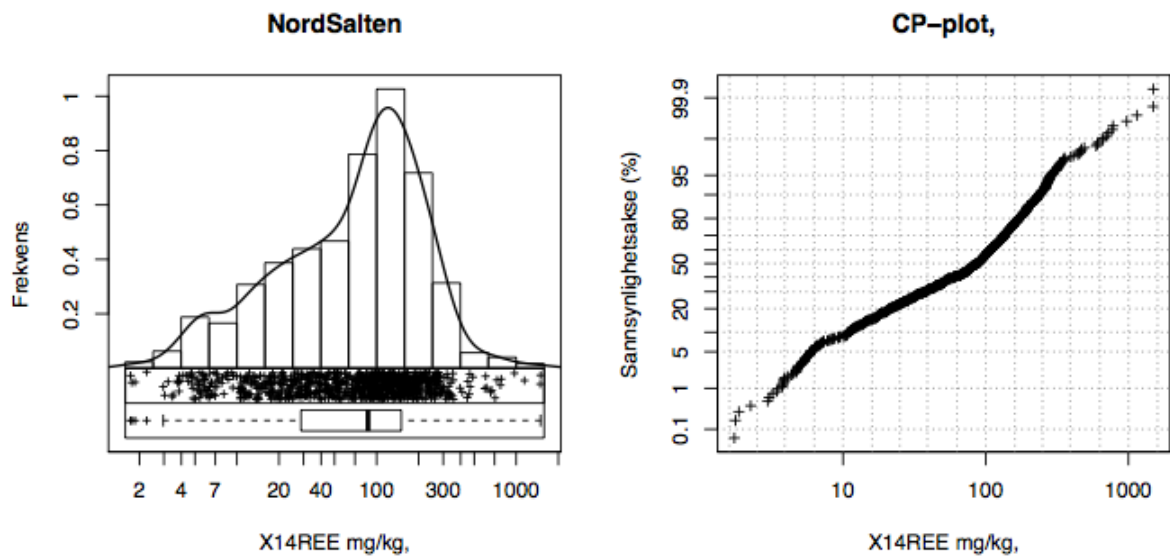 NordSalten
Frekvens
1
0.8
0.6
0.4
0.2
2 4 7 20 40 100 300 1000
X14REE mg/kg,
CP−plot,
Sannsynlighetsakse (%)
99.9
95
80
50
20
5
1
0.1
10 100 1000
X14REE mg/kg,